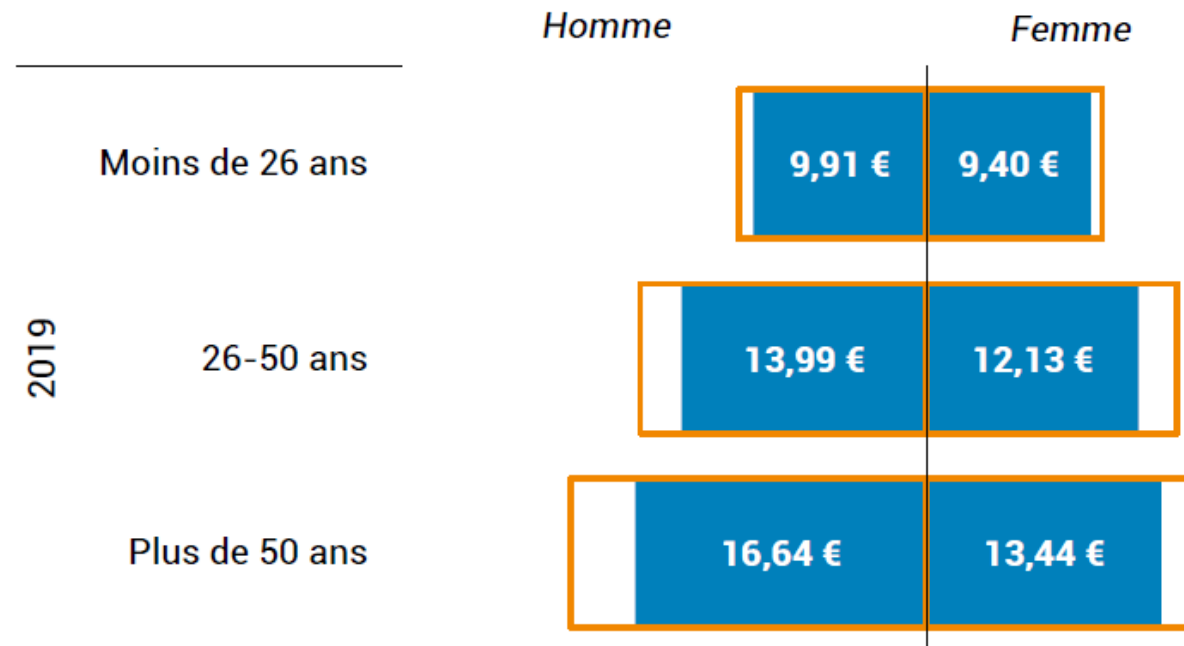 Homme Femme
Moins de 26 ans 9,91 € 9,40 €
2019
26-50 ans 13,99 € 12,13 €
Plus de 50 ans 16,64 € 13,44 €